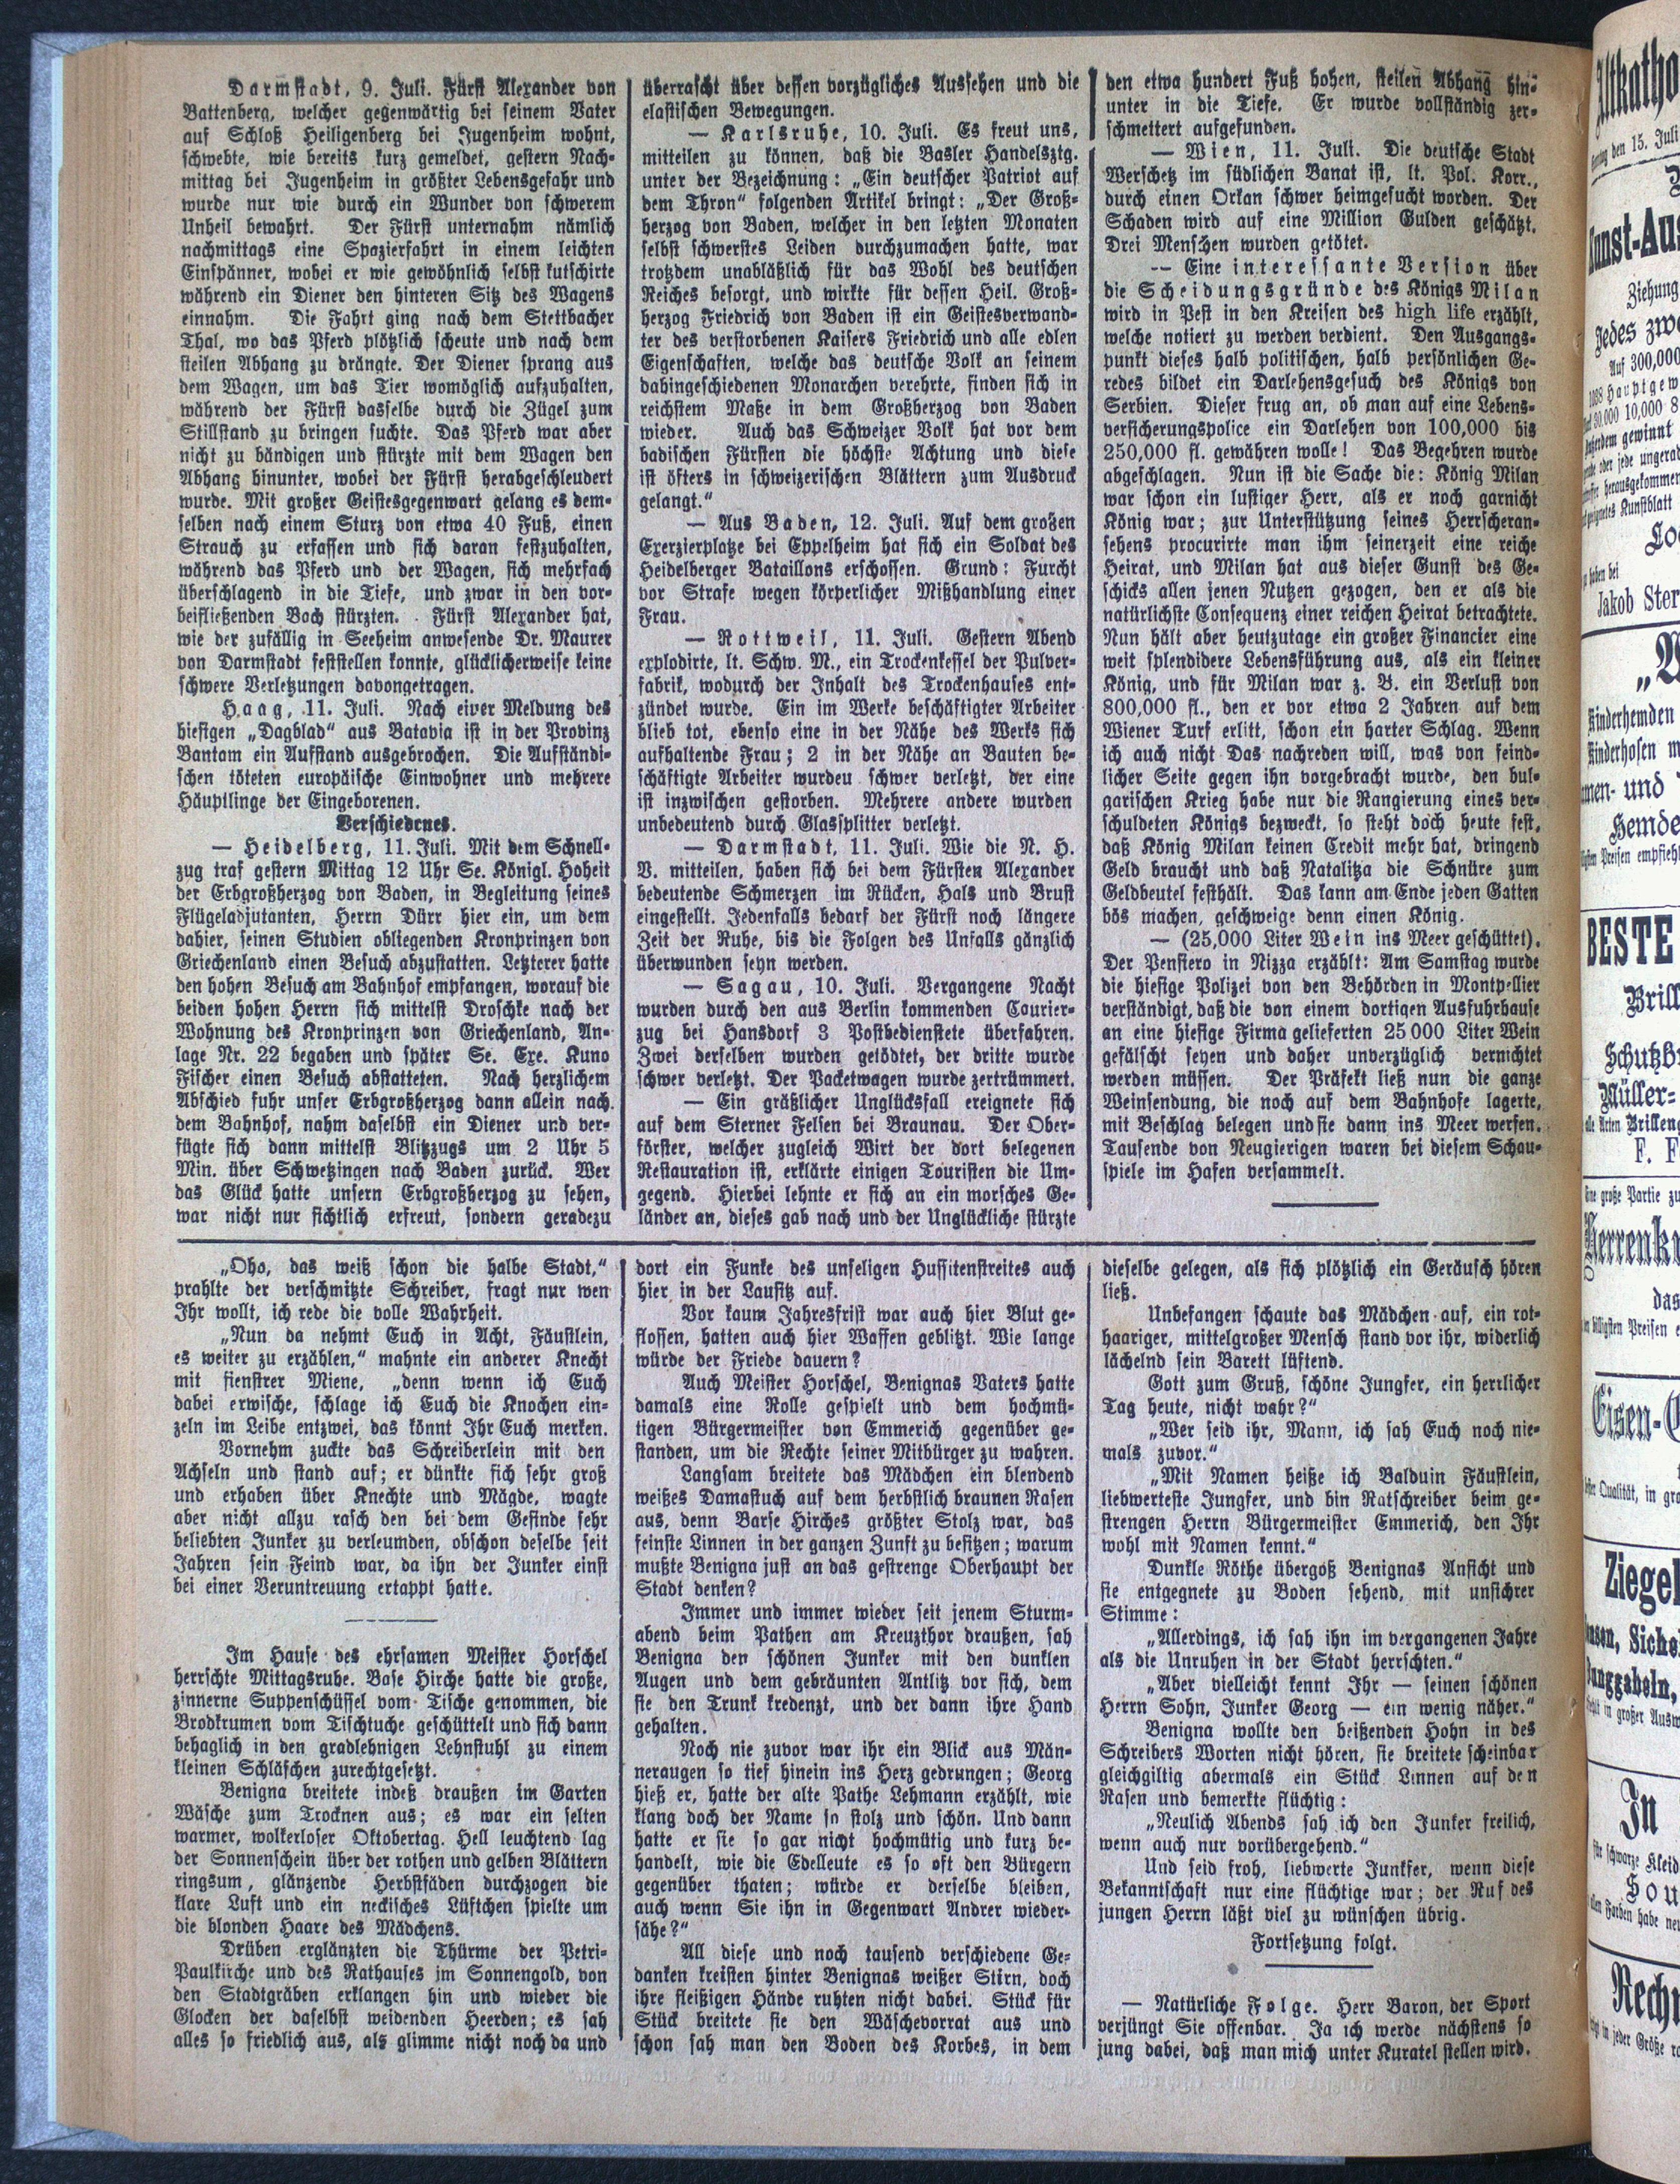 Darmstadt, 9. Juli. Fürst Alexander von
Battenberg, welcher gegenwärtig bei seinem Vater
auf Schloß Heiligenberg bei Jugenheim wohnt,
schwebte, wie bereits kurz gemeldet, gestern Nach-
mittag bei Jugenheim in größter Lebensgefahr und
wurde nur wie durch ein Wunder von schwerem
Unheil bewahrt. Der Fürst unternahm nämlich
nachmittags eine Spazierfahrt in einem leichten
Einspänner, wobei er wie gewöhnlich selbst kutschirte
während ein Diener den hinteren Sitz des Wagens
einnahm. Die Fahrt ging nach dem Stettbacher
Thal, wo das Pferd plötzlich scheute und nach dem
steilen Abhang zu drängte. Der Diener sprang aus
dem Wagen, um das Tier womöglich aufzuhalten,
während der Fürst dasselbe durch die Zügel zum
Stillstand zu bringen suchte. Das Pferd war aber
nicht zu bändigen und stürzte mit dem Wagen den
Abhang hinunter, wobei der Fürst herabgeschleudert
wurde. Mit großer Geistesgegenwart gelang es dem-
selben nach einem Sturz von etwa 40 Fuß, einen
Strauch zu erfassen und sich daran festzuhalten,
während das Pferd und der Wagen, sich mehrfach
überschlagend in die Tiefe, und zwar in den vor-
beifließenden Bach stürzten. Fürst Alexander hat,
wie der zufällig in Seeheim anwesende Dr. Maurer
von Darmstadt feststellen konnte, glücklicherweise keine
schwere Verletzungen davongetragen.
Haag, 11. Juli. Nach einer Meldung des
hiesigen „Dagblad“ aus Batavia ist in der Provinz
Bantam ein Aufstand ausgebrochen. Die Aufständi-
schen töteten europäische Einwohner und mehrere
Häuptlinge der Eingeborenen.
Verschiedenes.
— Heidelberg, 11. Juli. Mit dem Schnell-
zug traf gestern Mittag 12 Uhr Se. Königl. Hoheit
der Erbgroßherzog von Baden, in Begleitung seines
Flügeladjutanten, Herrn Dürr hier ein, um dem
dahier, seinen Studien obliegenden Kronprinzen von
Griechenland einen Besuch abzustatten. Letzterer hatte
den hohen Besuch am Bahnhof empfangen, worauf die
beiden hohen Herrn sich mittelst Droschke nach der
Wohnung des Kronprinzen von Griechenland, An-
lage Nr. 22 begaben und später Se. Exe. Kuno
Fischer einen Besuch abstatteten. Nach herzlichem
Abschied fuhr unser Erbgroßherzog dann allein nach
dem Bahnhof, nahm daselbst ein Diener und ver-
fügte sich dann mittelst Blitzzugs um 2 Uhr 5
Min. über Schwetzingen nach Baden zurück. Wer
das Glück hatte unsern Erbgroßherzog zu sehen,
war nicht nur sichtlich erfreut, sondern geradezu
überrascht über dessen vorzügliches Aussehen und die
elastischen Bewegungen.
— Karlsruhe, 10. Juli. Es freut uns,
mitteilen zu können, daß die Basler Handelsztg.
unter der Bezeichnung: „Ein deutscher Patriot auf
dem Thron“ folgenden Artikel bringt: „Der Groß-
herzog von Baden, welcher in den letzten Monaten
selbst schwerstes Leiden durchzumachen hatte, war
trotzdem unabläßlich für das Wohl des deutschen
Reiches besorgt, und wirkte für dessen Heil. Groß-
herzog Friedrich von Baden ist ein Geistesverwand-
ter des verstorbenen Kaisers Friedrich und alle edlen
Eigenschaften, welche das deutsche Volk an seinem
dahingeschiedenen Monarchen verehrte, finden sich in
reichstem Maße in dem Großherzog von Baden
wieder. Auch das Schweizer Volk hat vor dem
badischen Fürsten die höchste Achtung und diese
ist öfters in schweizerischen Blättern zum Ausdruck
gelangt.“
— Aus Baden, 12. Juli. Auf dem großen
Exerzierplatze bei Eppelheim hat sich ein Soldat des
Heidelberger Bataillons erschossen. Grund: Furcht
vor Strafe wegen körperlicher Mißhandlung einer
Frau.
— Rottweil, 11. Juli. Gestern Abend
explodirte, lt. Schw. M., ein Trockenkessel der Pulver-
fabrik, wodurch der Inhalt des Trockenhauses ent-
zündet wurde. Ein im Werke beschäftigter Arbeiter
blieb tot, ebenso eine in der Nähe des Werks sich
aufhaltende Frau; 2 in der Nähe an Bauten be-
schäftigte Arbeiter wurdeu schwer verletzt, der eine
ist inzwischen gestorben. Mehrere andere wurden
unbedeutend durch Glassplitter verletzt.
— Darmstadt, 11. Juli. Wie die N. H.
V. mitteilen, haben sich bei dem Fürsten Alexander
bedeutende Schmerzen im Rücken, Hals und Brust
eingestellt. Jedenfalls bedarf der Fürst noch längere
Zeit der Ruhe, bis die Folgen des Unfalls gänzlich
überwunden seyn werden.
— Sagau, 10. Juli. Vergangene Nacht
wurden durch den aus Berlin kommenden Courier-
zug bei Hansdorf 3 Postbedienstete überfahren.
Zwei derselben wurden getödtet, der dritte wurde
schwer verletzt. Der Packetwagen wurde zertrümmert.
— Ein gräßlicher Unglücksfall ereignete sich
auf dem Sterner Felsen bei Braunau. Der Ober-
förster, welcher zugleich Wirt der dort belegenen
Restauration ist, erklärte einigen Touristen die Um-
gegend. Hierbei lehnte er sich an ein morsches Ge-
länder an, dieses gab nach und der Unglückliche stürzte
den etwa hundert Fuß hohen, steilen Abhang hin-
unter in die Tiefe. Er wurde vollständig zer-
schmettert aufgefunden.
— Wien, 11. Juli. Die deutsche Stadt
Werschetz im südlichen Banat ist, lt. Pol. Korr.,
durch einen Orkan schwer heimgesucht worden. Der
Schaden wird auf eine Million Gulden geschätzt.
Drei Menschen wurden getötet.
-- Eine interessante Version über
die Scheidungsgründe des Königs Milan
wird in Pest in den Kreisen des high life erzählt,
welche notiert zu werden verdient. Den Ausgangs-
punkt dieses halb politischen, halb persönlichen Ge-
redes bildet ein Darlehensgesuch des Königs von
Serbien. Dieser frug an, ob man auf eine Lebens-
versicherungspolice ein Darlehen von 100,000 bis
250,000 fl. gewähren wolle! Das Begehren wurde
abgeschlagen. Nun ist die Sache die: König Milan
war schon ein lustiger Herr, als er noch garnicht
König war; zur Unterstützung seines Herrscheran-
sehens procurirte man ihm seinerzeit eine reiche
Heirat, und Milan hat aus dieser Gunst des Ge-
schicks allen jenen Nutzen gezogen, den er als die
natürlichste Consequenz einer reichen Heirat betrachtete.
Nun hält aber heutzutage ein großer Financier eine
weit splendidere Lebensführung aus, als ein kleiner
König, und für Milan war z. B. ein Verlust von
800,000 fl., den er vor etwa 2 Jahren auf dem
Wiener Turf erlitt, schon ein harter Schlag. Wenn
ich auch nicht Das nachreden will, was von feind-
licher Seite gegen ihn vorgebracht wurde, den bul-
garischen Krieg habe nur die Rangierung eines ver-
schuldeten Königs bezweckt, so steht doch heute fest,
daß König Milan keinen Credit mehr hat, dringend
Geld braucht und daß Natalitza die Schnüre zum
Geldbeutel festhält. Das kann am Ende jeden Gatten
bös machen, geschweige denn einen König.
— (25,000 Liter Wein ins Meer geschüttet).
Der Pensiero in Nizza erzählt: Am Samstag wurde
die hiesige Polizei von den Behörden in Montpellier
verständigt, daß die von einem dortigen Ausfuhrhause
an eine hiesige Firma gelieferten 25 000 Liter Wein
gefälscht seyen und daher unverzüglich vernichtet
werden müssen. Der Präfekt ließ nun die ganze
Weinsendung, die noch auf dem Bahnhofe lagerte,
mit Beschlag belegen und sie dann ins Meer werfen.
Tausende von Neugierigen waren bei diesem Schau-
spiele im Hafen versammelt.
„Oho, das weiß schon die halbe Stadt,“
prahlte der verschmitzte Schreiber, fragt nur wen
Ihr wollt, ich rede die volle Wahrheit.
„Nun da nehmt Euch in Acht, Fäustlein,
es weiter zu erzählen,“ mahnte ein anderer Knecht
mit fienstrer Miene, „denn wenn ich Euch
dabei erwische, schlage ich Euch die Knochen ein-
zeln im Leibe entzwei, das könnt Ihr Euch merken.
Vornehm zuckte das Schreiberlein mit den
Achseln und stand auf; er dünkte sich sehr groß
und erhaben über Knechte und Mägde, wagte
aber nicht allzu rasch den bei dem Gesinde sehr
beliebten Junker zu verleumden, obschon deselbe seit
Jahren sein Feind war, da ihn der Junker einst
bei einer Veruntreuung ertappt hatte.
Im Hause des ehrsamen Meister Horschel
herrschte Mittagsruhe. Base Hirche hatte die große,
zinnerne Suppenschüssel vom Tische genommen, die
Brodkrumen vom Tischtuche geschüttelt und sich dann
behaglich in den gradlehnigen Lehnstuhl zu einem
kleinen Schläfchen zurechtgesetzt.
Benigna breitete indeß draußen im Garten
Wäsche zum Trocknen aus; es war ein selten
warmer, wolkerloser Oktobertag. Hell leuchtend lag
der Sonnenschein über der rothen und gelben Blättern
ringsum, glänzende Herbstfäden durchzogen die
klare Luft und ein neckisches Lüftchen spielte um
die blonden Haare des Mädchens.
Drüben erglänzten die Thürme der Petri-
Paulkirche und des Rathauses im Sonnengold, von
den Stadtgräben erklangen hin und wieder die
Glocken der daselbst weidenden Heerden; es sah
alles so friedlich aus, als glimme nicht noch da und
dort ein Funke des unseligen Hussitenstreites auch
hier in der Lausitz auf.
Vor kaum Jahresfrist war auch hier Blut ge-
flossen, hatten auch hier Waffen geblitzt. Wie lange
würde der Friede dauern?
Auch Meister Horschel, Benignas Vaters hatte
damals eine Rolle gespielt und dem hochmü-
tigen Bürgermeister von Emmerich gegenüber ge-
standen, um die Rechte seiner Mitbürger zu wahren.
Langsam breitete das Mädchen ein blendend
weißes Damastuch auf dem herbstlich braunen Rasen
aus, denn Barse Hirches größter Stolz war, das
feinste Linnen in der ganzen Zunft zu besitzen; warum
mußte Benigna just an das gestrenge Oberhaupt der
Stadt denken?
Immer und immer wieder seit jenem Sturm-
abend beim Pathen am Kreuzthor draußen, sah
Benigna den schönen Junker mit den dunklen
Augen und dem gebräunten Antlitz vor sich, dem
sie den Trunk kredenzt, und der dann ihre Hand
gehalten.
Noch nie zuvor war ihr ein Blick aus Män-
neraugen so tief hinein ins Herz gedrungen; Georg
hieß er, hatte der alte Pathe Lehmann erzählt, wie
klang doch der Name so stolz und schön. Und dann
hatte er sie so gar nicht hochmütig und kurz be-
handelt, wie die Edelleute es so oft den Bürgern
gegenüber thaten; würde er derselbe bleiben,
auch wenn Sie ihn in Gegenwart Andrer wieder-
sähe?“
All diese und noch tausend verschiedene Ge-
danken kreisten hinter Benignas weißer Stirn, doch
ihre fleißigen Hände ruhten nicht dabei. Stück für
Stück breitete sie den Wäschevorrat aus und
schon sah man den Boden des Korbes, in dem
dieselbe gelegen, als sich plötzlich ein Geräusch hören
ließ.
Unbefangen schaute das Mädchen auf, ein rot-
haariger, mittelgroßer Mensch stand vor ihr, widerlich
lächelnd sein Barett lüftend.
Gott zum Gruß, schöne Jungfer, ein herrlicher
Tag heute, nicht wahr?“
„Wer seid ihr, Mann, ich sah Euch noch nie-
mals zuvor.“
„Mit Namen heiße ich Balduin Fäustlein,
liebwerteste Jungfer, und bin Ratschreiber beim ge-
strengen Herrn Bürgermeister Emmerich, den Ihr
wohl mit Namen kennt.“
Dunkle Röthe übergoß Benignas Ansicht und
sie entgegnete zu Boden sehend, mit unsichrer
Stimme:
„Allerdings, ich sah ihn im vergangenen Jahre
als die Unruhen in der Stadt herrschten.“
„Aber vielleicht kennt Ihr — seinen schönen
Herrn Sohn, Junker Georg — ein wenig näher.“
Benigna wollte den beißenden Hohn in des
Schreibers Worten nicht hören, sie breitete scheinbar
gleichgiltig abermals ein Stück Linnen auf den
Rasen und bemerkte flüchtig:
„Neulich Abends sah ich den Junker freilich,
wenn auch nur vorübergehend.“
Und seid froh, liebwerte Junkfer, wenn diese
Bekanntschaft nur eine flüchtige war; der Ruf des
jungen Herrn läßt viel zu wünschen übrig.
Fortsetzung folgt.
— Natürliche Folge. Herr Baron, der Sport
verjüngt Sie offenbar. Ja ich werde nächstens so
jung dabei, daß man mich unter Kuratel stellen wird.
den 15. Juli
Kunst-Aus
Ziehung
Jedes zwe
Auf 300,000
gewinnt
oder jede ungerad
herausgekommen
Kunstblatt
haben bei
Jakob Ster
Kinderhemden
Kinderhosen
und
Hemde
Preisen empfiehl
BESTE
Brill
Müller-
F. F
Eine große Partie zu
Herrenk
das
billigsten Preisen
Eisen-
Qualität, in
Ziegel
Sichel
In
für schwarze Kleid
Sou
Farben habe
Rech
in jeder Größe